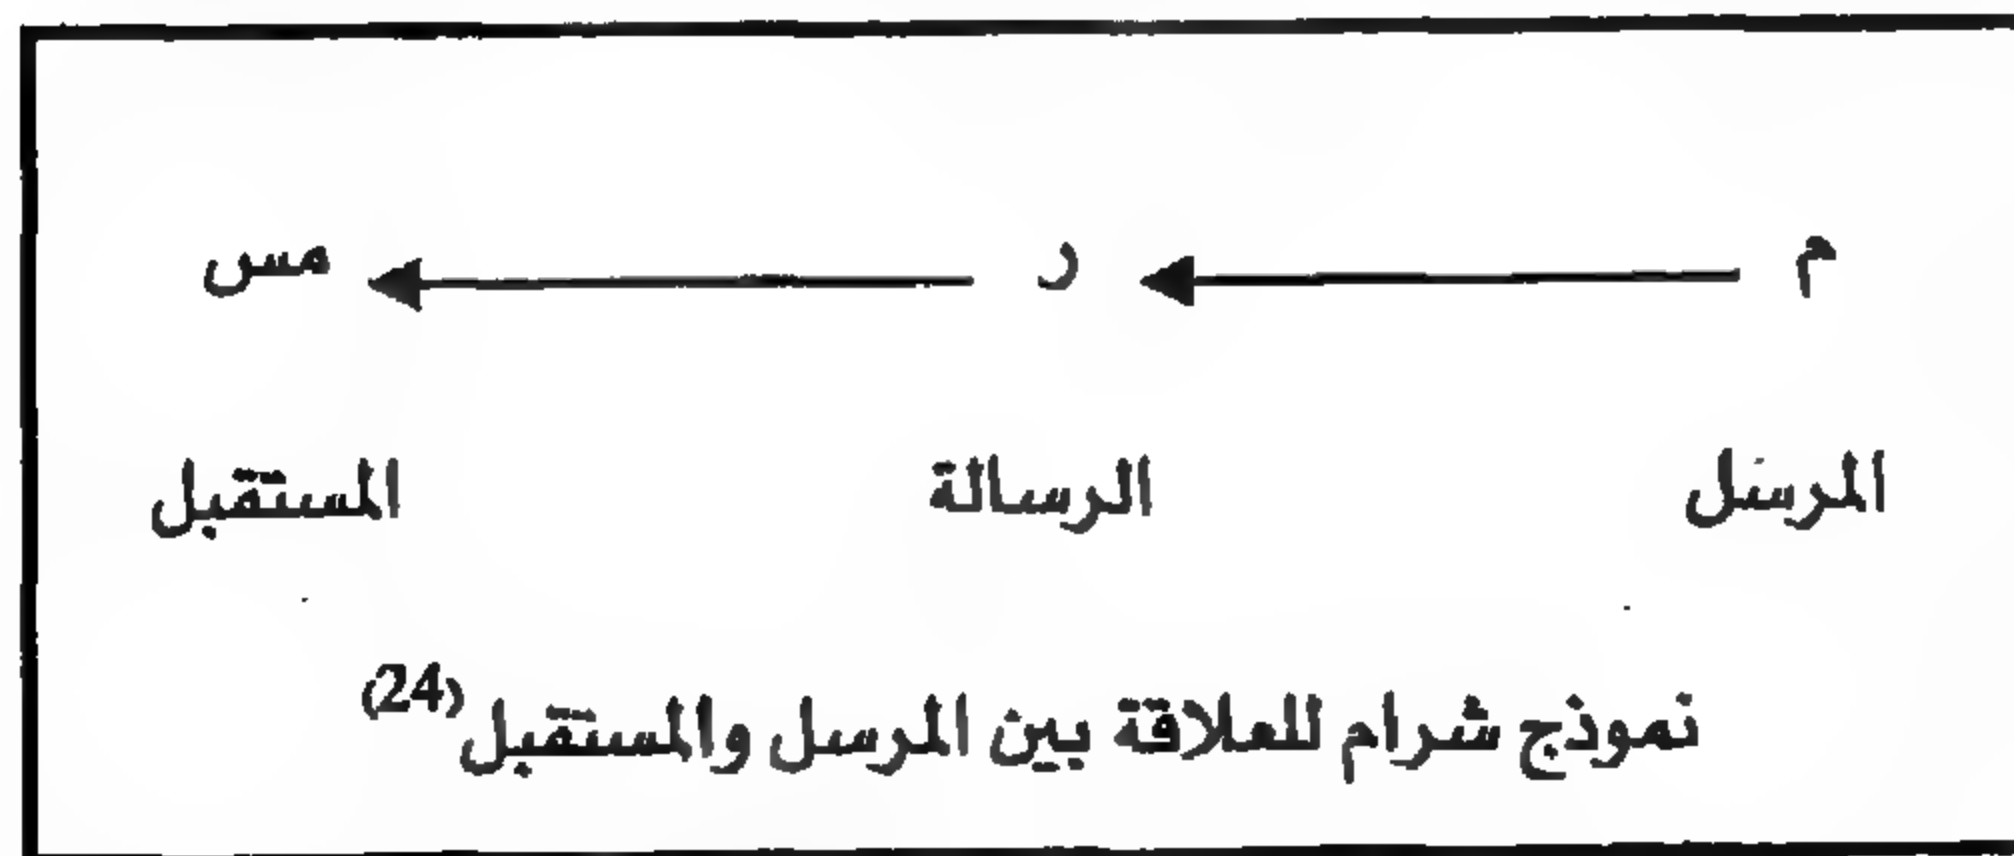 م ر مس
المرسل الرسالة المستقبل
نموذج شرام للعلاقة بين المرسل والمستقبل (24)